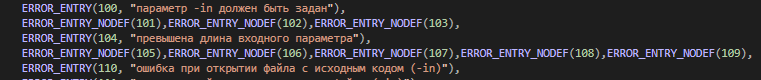 ERROR_ENTRY(100, "параметр -in должен быть задан"),
ERROR_ENTRY_NODEF(101),ERROR_ENTRY_NODEF(102),ERROR_ENTRY_NODEF(103),
ERROR_ENTRY(104, "превышена длина входного параметра"),
ERROR_ENTRY_NODEF(105),ERROR_ENTRY_NODEF(106),ERROR_ENTRY_NODEF(107),ERROR_ENTRY_NODEF(108),ERROR_ENTRY_NODEF(109),
ERROR_ENTRY(110, "ошибка при открытии файла с исходным кодом (-in)"),